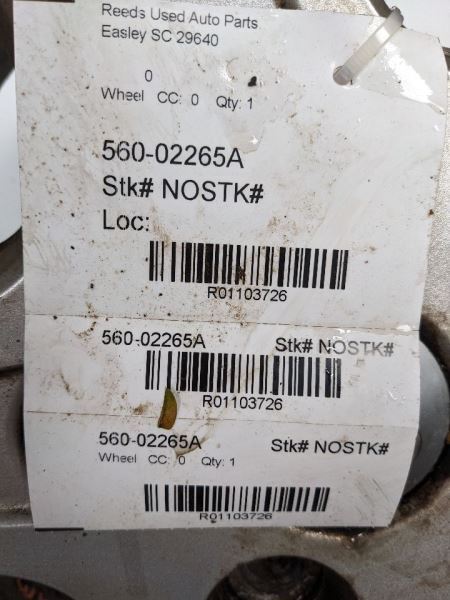 Reeds Used Auto Parts
Easley SC 29640
0
Wheel CC: 0 Qty: 1
560-02265A
Stk# NOSTK#
Loc:
R01103726
560-02265A Stk# NOSTK#
R01103726
560-02265A Stk# NOSTK#
Wheel CC: 0 Qty: 1
R01103726